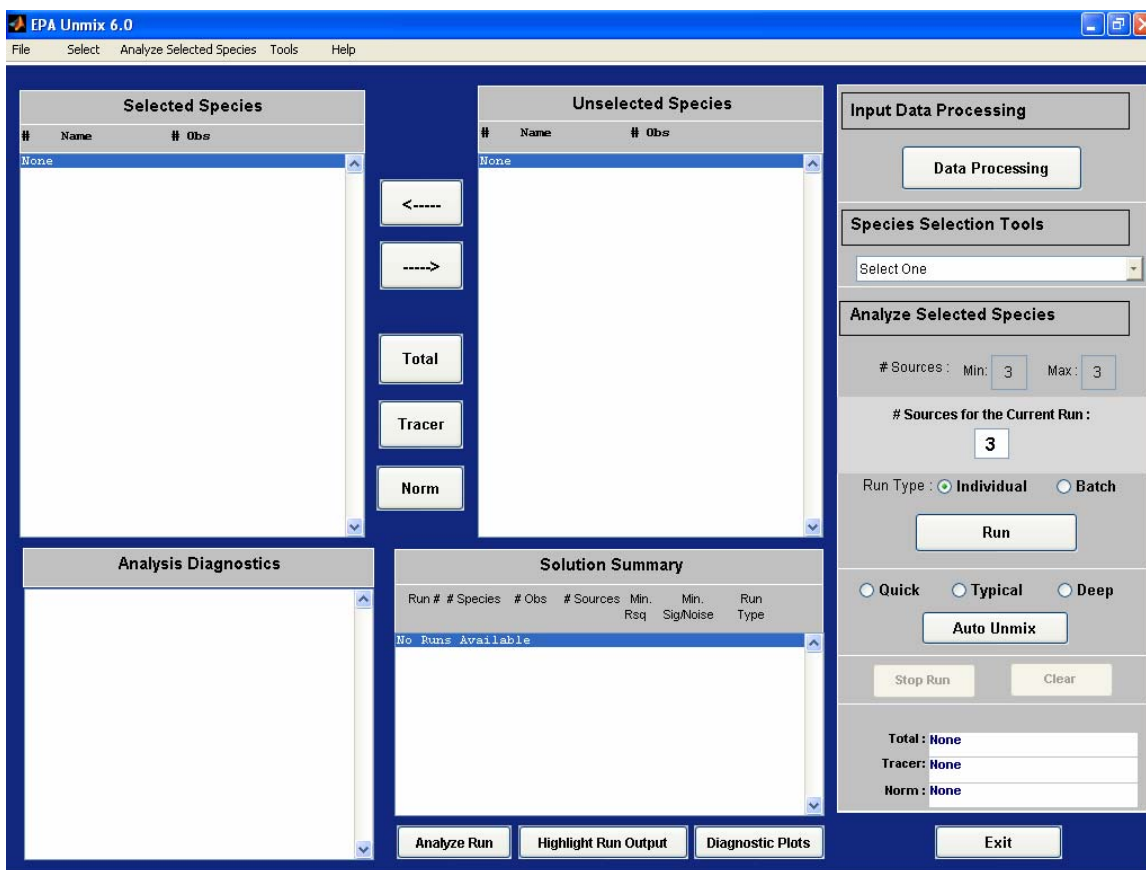 EPA Unmix 6.0
File Select Analyze Selected Species Tools Help
Selected Species
# Name # Obs
None
<-----
----->
Total
Tracer
Norm
Unselected Species
# Name # Obs
None
Input Data Processing
Data Processing
Species Selection Tools
Select One
Analyze Selected Species
# Sources : Min: 3 Max : 3
# Sources for the Current Run :
3
Run Type : Individual Batch
Run
Quick Typical Deep
Auto Unmix
Stop Run Clear
Total : None
Tracer: None
Norm : None
Analysis Diagnostics
Solution Summary
Run # # Species # Obs # Sources Min. Min. Run
Rsq Sig/Noise Type
No Runs Available
Analyze Run Highlight Run Output Diagnostic Plots
Exit